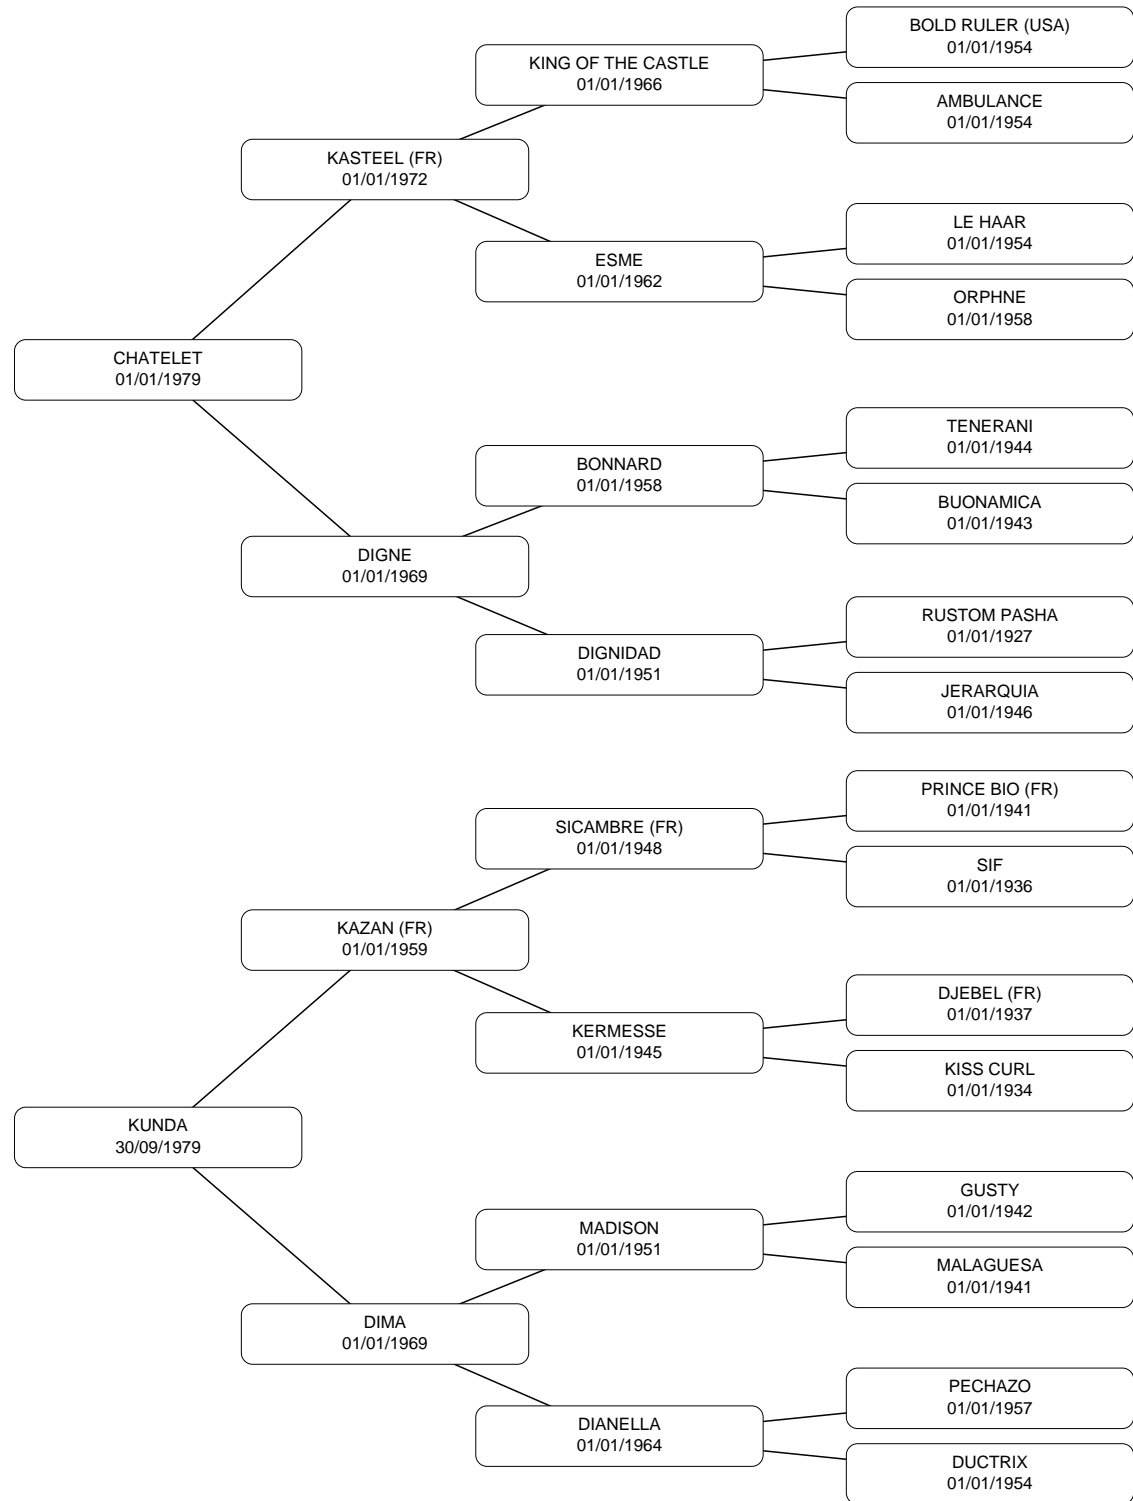 BOLD RULER (USA)
01/01/1954
KING OF THE CASTLE
01/01/1966
AMBULANCE
01/01/1954
KASTEEL (FR)
01/01/1972
LE HAAR
01/01/1954
ESME
01/01/1962
ORPHNE
01/01/1958
CHATELET
01/01/1979
TENERANI
01/01/1944
BONNARD
01/01/1958
BUONAMICA
01/01/1943
DIGNE
01/01/1969
RUSTOM PASHA
01/01/1927
DIGNIDAD
01/01/1951
JERARQUIA
01/01/1946
PRINCE BIO (FR)
01/01/1941
SICAMBRE (FR)
01/01/1948
SIF
01/01/1936
KAZAN (FR)
01/01/1959
DJEBEL (FR)
01/01/1937
KERMESSE
01/01/1945
KISS CURL
01/01/1934
KUNDA
30/09/1979
GUSTY
01/01/1942
MADISON
01/01/1951
MALAGUESA
01/01/1941
DIMA
01/01/1969
PECHAZO
01/01/1957
DIANELLA
01/01/1964
DUCTRIX
01/01/1954